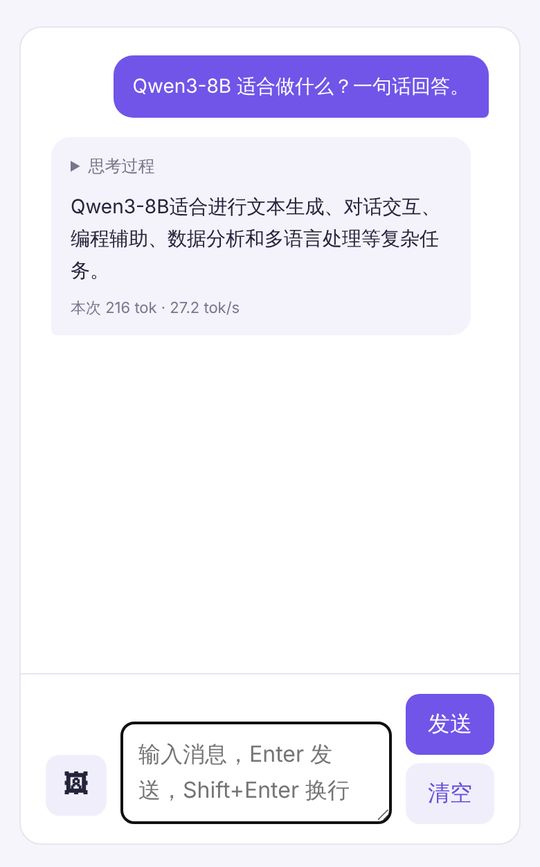 Qwen3-8B 适合做什么？一句话回答。
▶ 思考过程
Qwen3-8B适合进行文本生成、对话交互、
编程辅助、数据分析和多语言处理等复杂任
务。
本次 216 tok · 27.2 tok/s
发送
输入消息，Enter 发
送，Shift+Enter 换行
清空